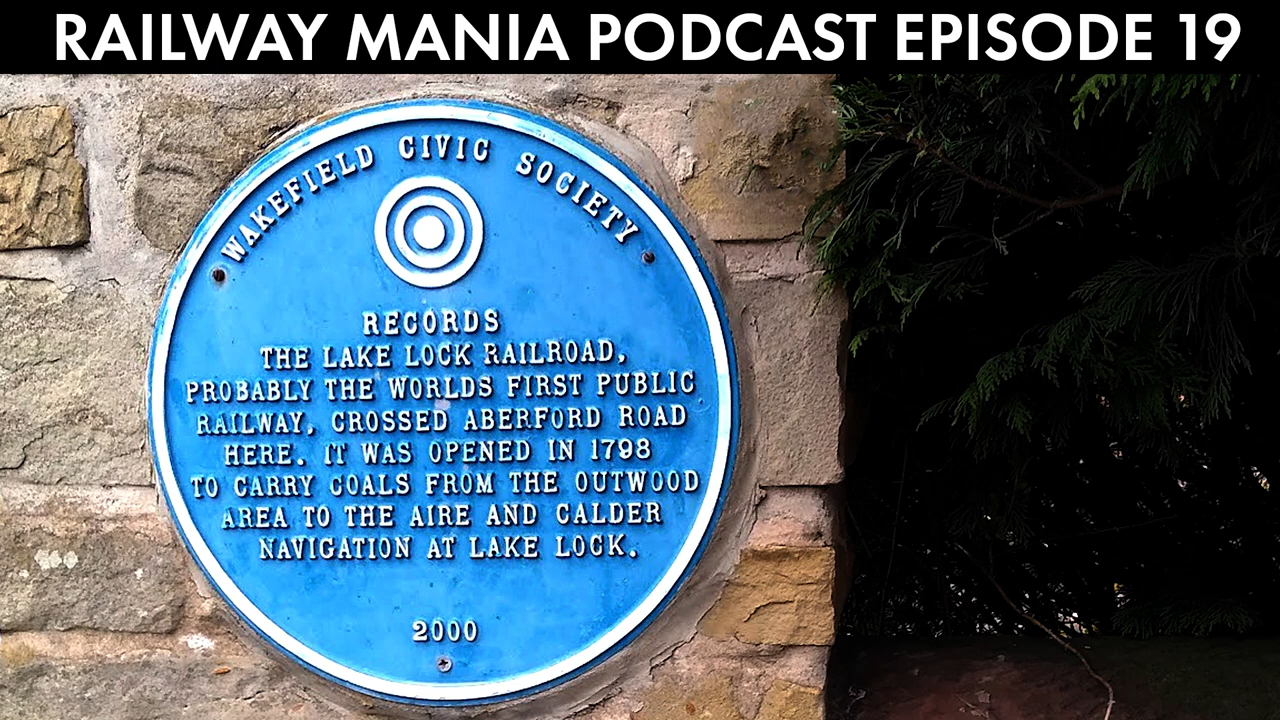 RAILWAY MANIA PODCAST EPISODE 19
WAKEFIELD CIVIC SOCIETY
RECORDS
THE LAKE LOCK RAILROAD,
PROBABLY THE WORLDS FIRST PUBLIC
RAILWAY, CROSSED ABERFORD ROAD
HERE. IT WAS OPENED IN 1798
TO CARRY COALS FROM THE OUTWOOD
AREA TO THE AIRE AND CALDER
NAVIGATION AT LAKE LOCK.
2000